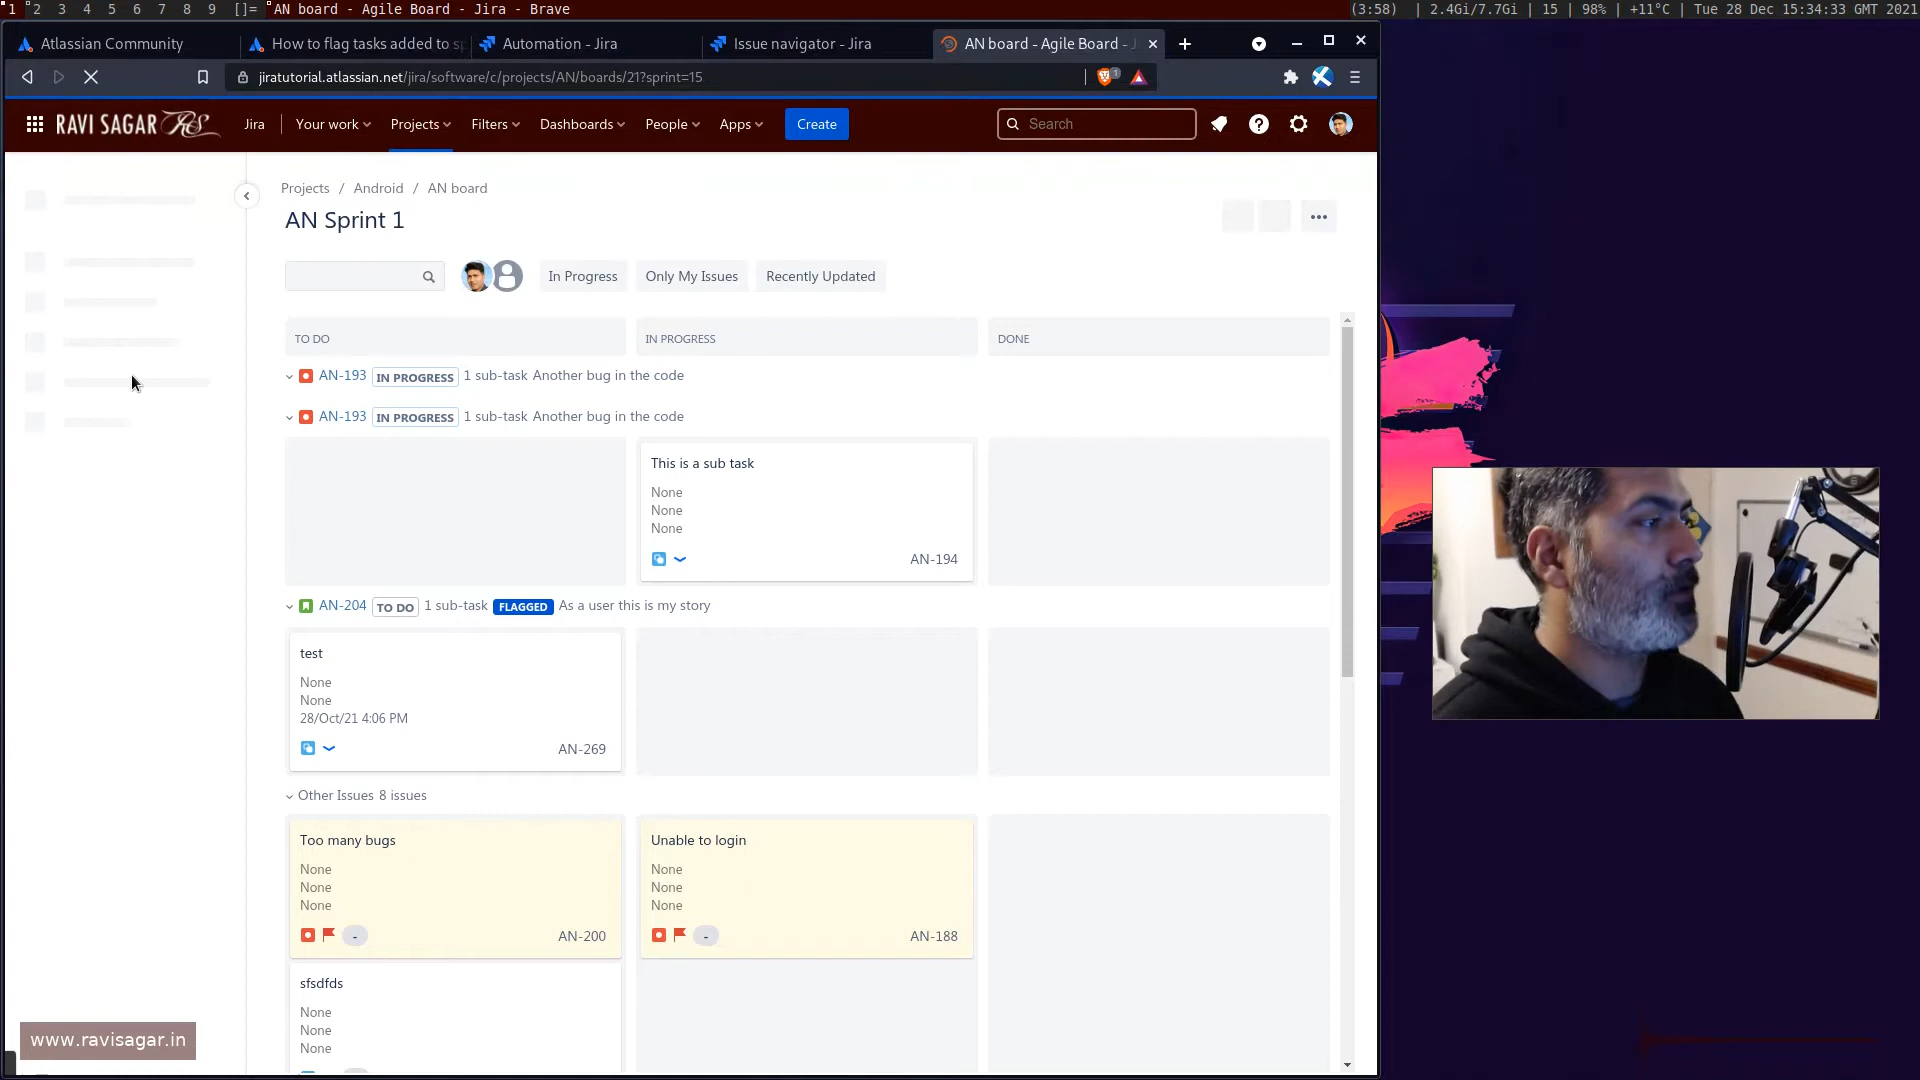 1 2 3 4 5 6 7 8 9 []= AN board - Agile Board - Jira - Brave (3:58) | 2.4Gi/7.7Gi | 15 | 98% | +11°C | Tue 28 Dec 15:34:33 GMT 2021
Atlassian Community How to flag tasks added to sp Automation - Jira Issue navigator - Jira AN board - Agile Board - J
jiratutorial.atlassian.net/jira/software/c/projects/AN/boards/21?sprint=15 1
RAVI SAGAR RS Jira Your work Projects Filters Dashboards People Apps Create Search
Projects / Android / AN board
AN Sprint 1
In Progress Only My Issues Recently Updated
TO DO IN PROGRESS DONE
AN-193 IN PROGRESS 1 sub-task Another bug in the code
AN-193 IN PROGRESS 1 sub-task Another bug in the code
This is a sub task
None
None
None
AN-194
AN-204 TO DO 1 sub-task FLAGGED As a user this is my story
test
None
None
28/Oct/21 4:06 PM
AN-269
Other Issues 8 issues
Too many bugs
None
None
None
- AN-200
Unable to login
None
None
None
- AN-188
sfsdfds
None
None
None
www.ravisagar.in